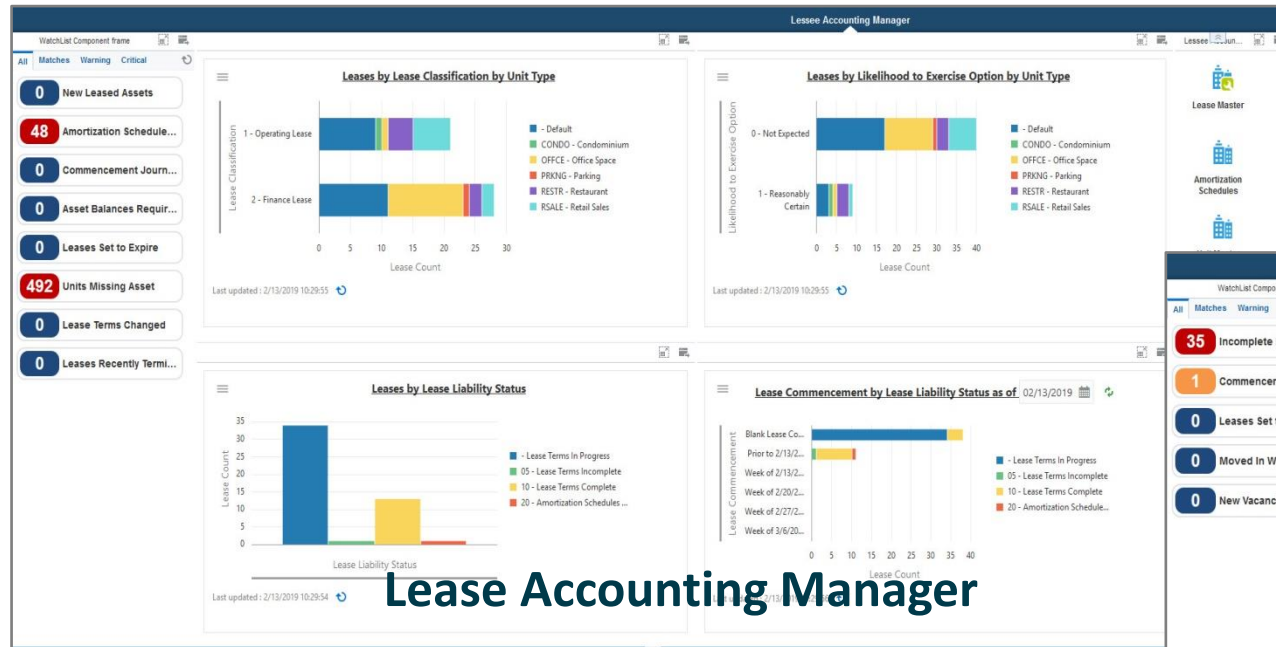 Lessee Accounting Manager
WatchList Component frame
All Matches Warning Critical
0 New Leased Assets
48 Amortization Schedule...
0 Commencement Journ...
0 Asset Balances Requir...
0 Leases Set to Expire
492 Units Missing Asset
0 Lease Terms Changed
0 Leases Recently Termi...
Leases by Lease Classification by Unit Type
Lease Classification
1 - Operating Lease
2 - Finance Lease
0 5 10 15 20 25 30
Lease Count
- Default
CONDO - Condominium
OFFCE - Office Space
PRKNG - Parking
RESTR - Restaurant
RSALE - Retail Sales
Last updated : 2/13/2019 10:29:55
Leases by Likelihood to Exercise Option by Unit Type
Likelihood to Exercise Option
0 - Not Expected
1 - Reasonably
Certain
0 5 10 15 20 25 30 35 40
Lease Count
- Default
CONDO - Condominium
OFFCE - Office Space
PRKNG - Parking
RESTR - Restaurant
RSALE - Retail Sales
Last updated : 2/13/2019 10:29:55
Leases by Lease Liability Status
Lease Count
35
30
25
20
15
10
5
0
Lease Liability Status
- Lease Terms In Progress
05 - Lease Terms Incomplete
10 - Lease Terms Complete
20 - Amortization Schedules ...
Last updated : 2/13/2019 10:29:54
Lease Commencement by Lease Liability Status as of 02/13/2019
Lease Commencement
Blank Lease Co...
Prior to 2/13/2...
Week of 2/13/2...
Week of 2/20/2...
Week of 2/27/2...
Week of 3/6/20...
0 5 10 15 20 25 30 35 40
Lease Count
- Lease Terms In Progress
05 - Lease Terms Incomplete
10 - Lease Terms Complete
20 - Amortization Schedule...
Lease Accounting Manager
Lessee
Lease Master
Amortization
Schedules
WatchList Compo
All Matches Warning
35 Incomplete
1 Commencer
0 Leases Set
0 Moved In W
0 New Vacanc